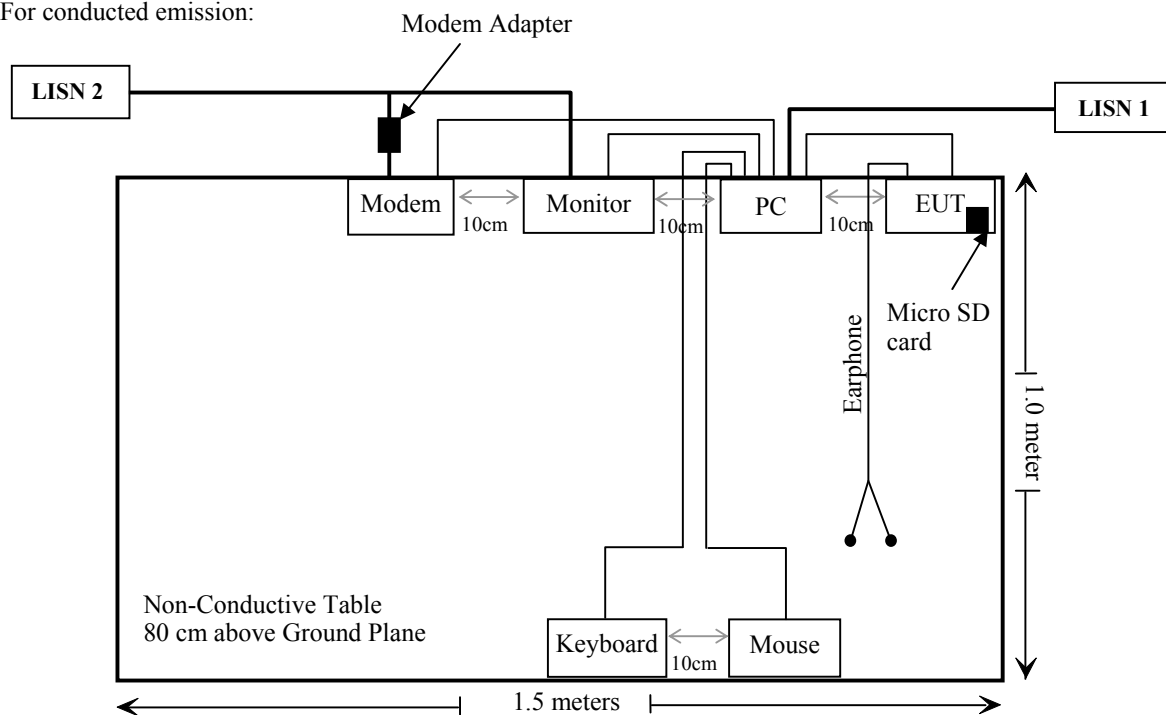 For conducted emission:
Modem Adapter
LISN 2
LISN 1
Modem
Monitor
PC
EUT
10cm
10cm
10cm
Micro SD
card
Earphone
1.0 meter
Non-Conductive Table
80 cm above Ground Plane
Keyboard
Mouse
10cm
1.5 meters